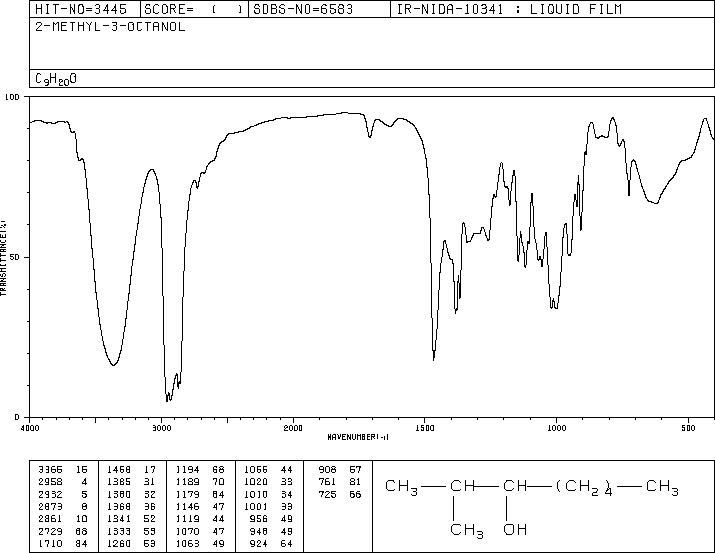 HIT-NO=3445 SCORE= ( ) SDBS-NO=6583 IR-NIDA-10341 : LIQUID FILM
2-METHYL-3-OCTANOL
C9H20O
100
TRANSMITTANCE(%)
50
0
4000 3000 2000 1500 1000 500
WAVENUMBER(-1)
3366 15 1468 17 1194 68 1055 44 908 57
2958 4 1385 31 1189 70 1020 33 761 81
2932 5 1380 32 1179 64 1010 34 725 66
2873 8 1368 36 1146 47 1001 33
2861 10 1341 52 1119 44 956 49
2729 68 1333 53 1070 47 948 49
1710 84 1260 53 1063 49 924 64
CH3 CH CH (CH2)4 CH3
CH3 OH